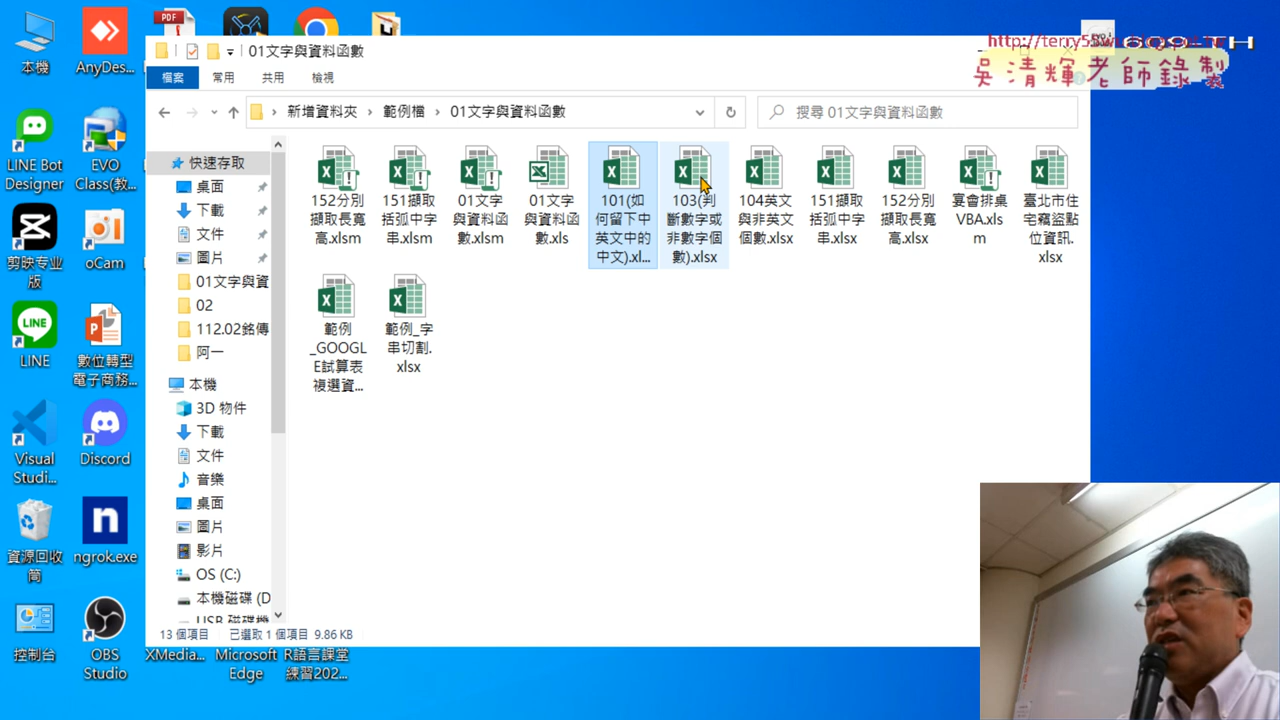 01文字與資料函數
檔案 常用 共用 檢視
新增資料夾 › 範例檔 › 01文字與資料函數
搜尋 01文字與資料函數
http://terry55
吳清輝老師錄製
本機
AnyDes...
LINE Bot
Designer
EVO
Class(教...
剪映专业
版
oCam
LINE
數位轉型
電子商務...
Visual
Studi...
Discord
資源回收
筒
ngrok.exe
控制台
OBS
Studio
XMedia...
Microsoft
Edge
R語言課堂
練習202...
PDF
快速存取
桌面
下載
文件
圖片
01文字與資
02
112.02銘傳
阿一
本機
3D 物件
下載
文件
音樂
桌面
圖片
影片
OS (C:)
本機磁碟 (D
152分別
擷取長寬
高.xlsm
151擷取
括弧中字
串.xlsm
01文字
與資料函
數.xlsm
01文字
與資料函
數.xls
101(如
何留下中
英文中的
中文).xl...
103(判
斷數字或
非數字個
數).xlsx
104英文
與非英文
個數.xlsx
151擷取
括弧中字
串.xlsx
152分別
擷取長寬
高.xlsx
宴會排桌
VBA.xls
m
臺北市住
宅竊盜點
位資訊.
xlsx
範例
_GOOGL
E試算表
複選資...
範例_字
串切割.
xlsx
13 個項目 已選取 1 個項目 9.86 KB